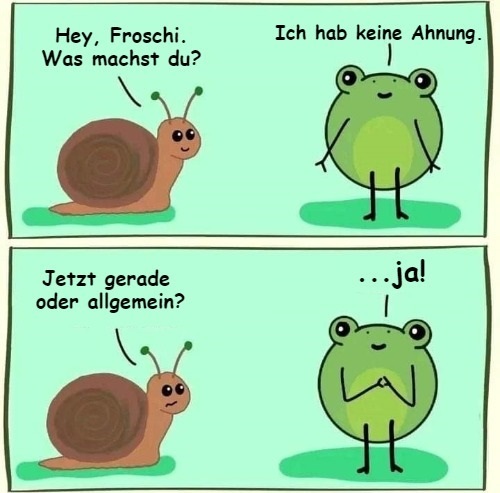 Hey, Froschi.
Was machst du?
Ich hab keine Ahnung.
Jetzt gerade
oder allgemein?
...ja!